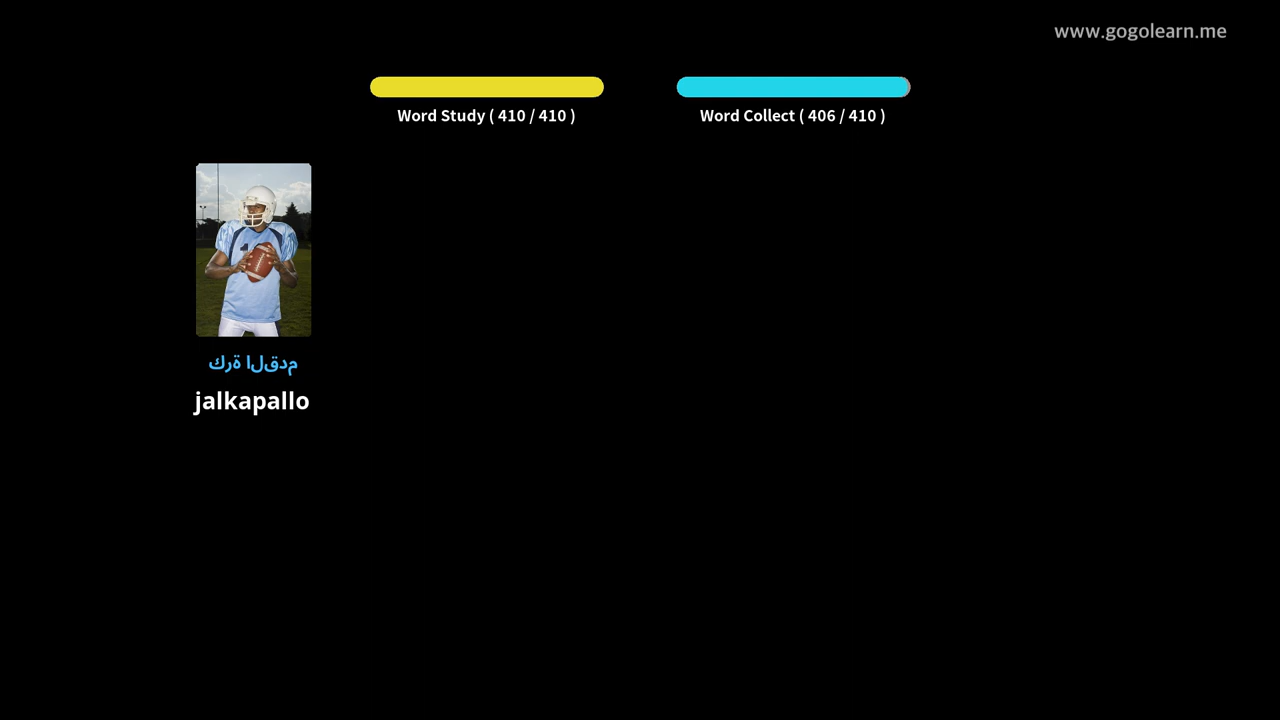 www.gogolearn.me
Word Study ( 410 / 410 )
Word Collect ( 406 / 410 )
كرة القدم
jalkapallo